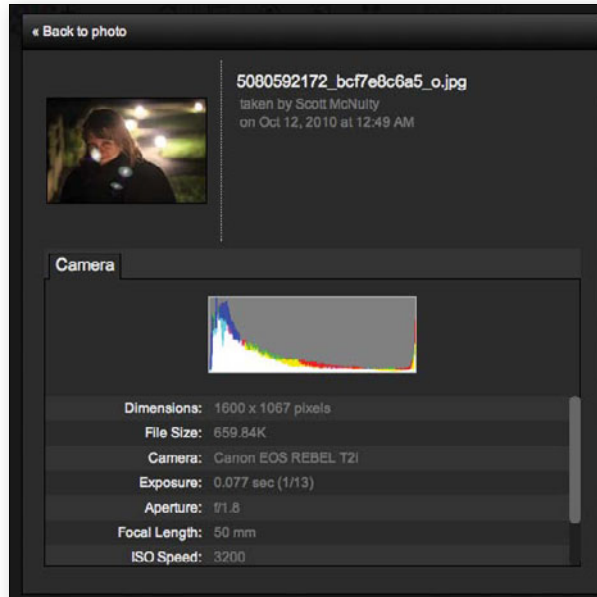 « Back to photo
5080592172_bcf7e8c6a5_o.jpg
taken by Scott McNulty
on Oct 12, 2010 at 12:49 AM
Camera
Dimensions: 1600 x 1067 pixels
File Size: 659.84K
Camera: Canon EOS REBEL T2i
Exposure: 0.077 sec (1/13)
Aperture: f/1.8
Focal Length: 50 mm
ISO Speed: 3200